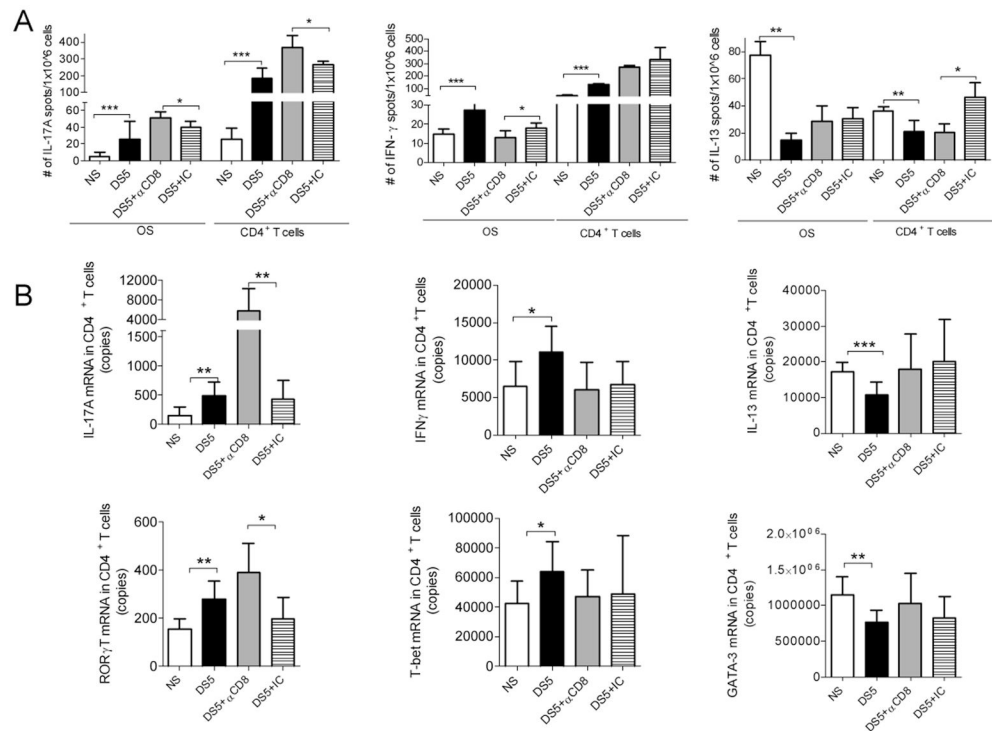 A
# of IL-17A spots/1x10^6 cells
400
300
200
100
60
40
20
0
***
*
***
*
NS
DS5
DS5+αCD8
DS5+IC
NS
DS5
DS5+αCD8
DS5+IC
OS
CD4+ T cells
# of IFN- γ spots/1x10^6 cells
500
400
300
200
100
30
20
10
0
***
*
***
NS
DS5
DS5+αCD8
DS5+IC
NS
DS5
DS5+αCD8
DS5+IC
OS
CD4+ T cells
# of IL-13 spots/1x10^6 cells
80
60
40
20
0
**
**
*
NS
DS5
DS5+αCD8
DS5+IC
NS
DS5
DS5+αCD8
DS5+IC
OS
CD4+ T cells
B
IL-17A mRNA in CD4 + T cells
(copies)
12000
8000
4000
1500
1000
500
0
**
**
NS
DS5
DS5+αCD8
DS5+IC
IFNγ mRNA in CD4 +T cells
(copies)
20000
15000
10000
5000
0
*
NS
DS5
DS5+αCD8
DS5+IC
IL-13 mRNA in CD4 +T cells
(copies)
40000
30000
20000
10000
0
***
NS
DS5
DS5+αCD8
DS5+IC
RORγT mRNA in CD4 + T cells
(copies)
600
400
200
0
**
*
NS
DS5
DS5+αCD8
DS5+IC
T-bet mRNA in CD4 + T cells
(copies)
100000
80000
60000
40000
20000
0
*
NS
DS5
DS5+αCD8
DS5+IC
GATA-3 mRNA in CD4 + T cells
(copies)
2.0×10^06
1.5×10^06
1000000
500000
0
**
NS
DS5
DS5+αCD8
DS5+IC